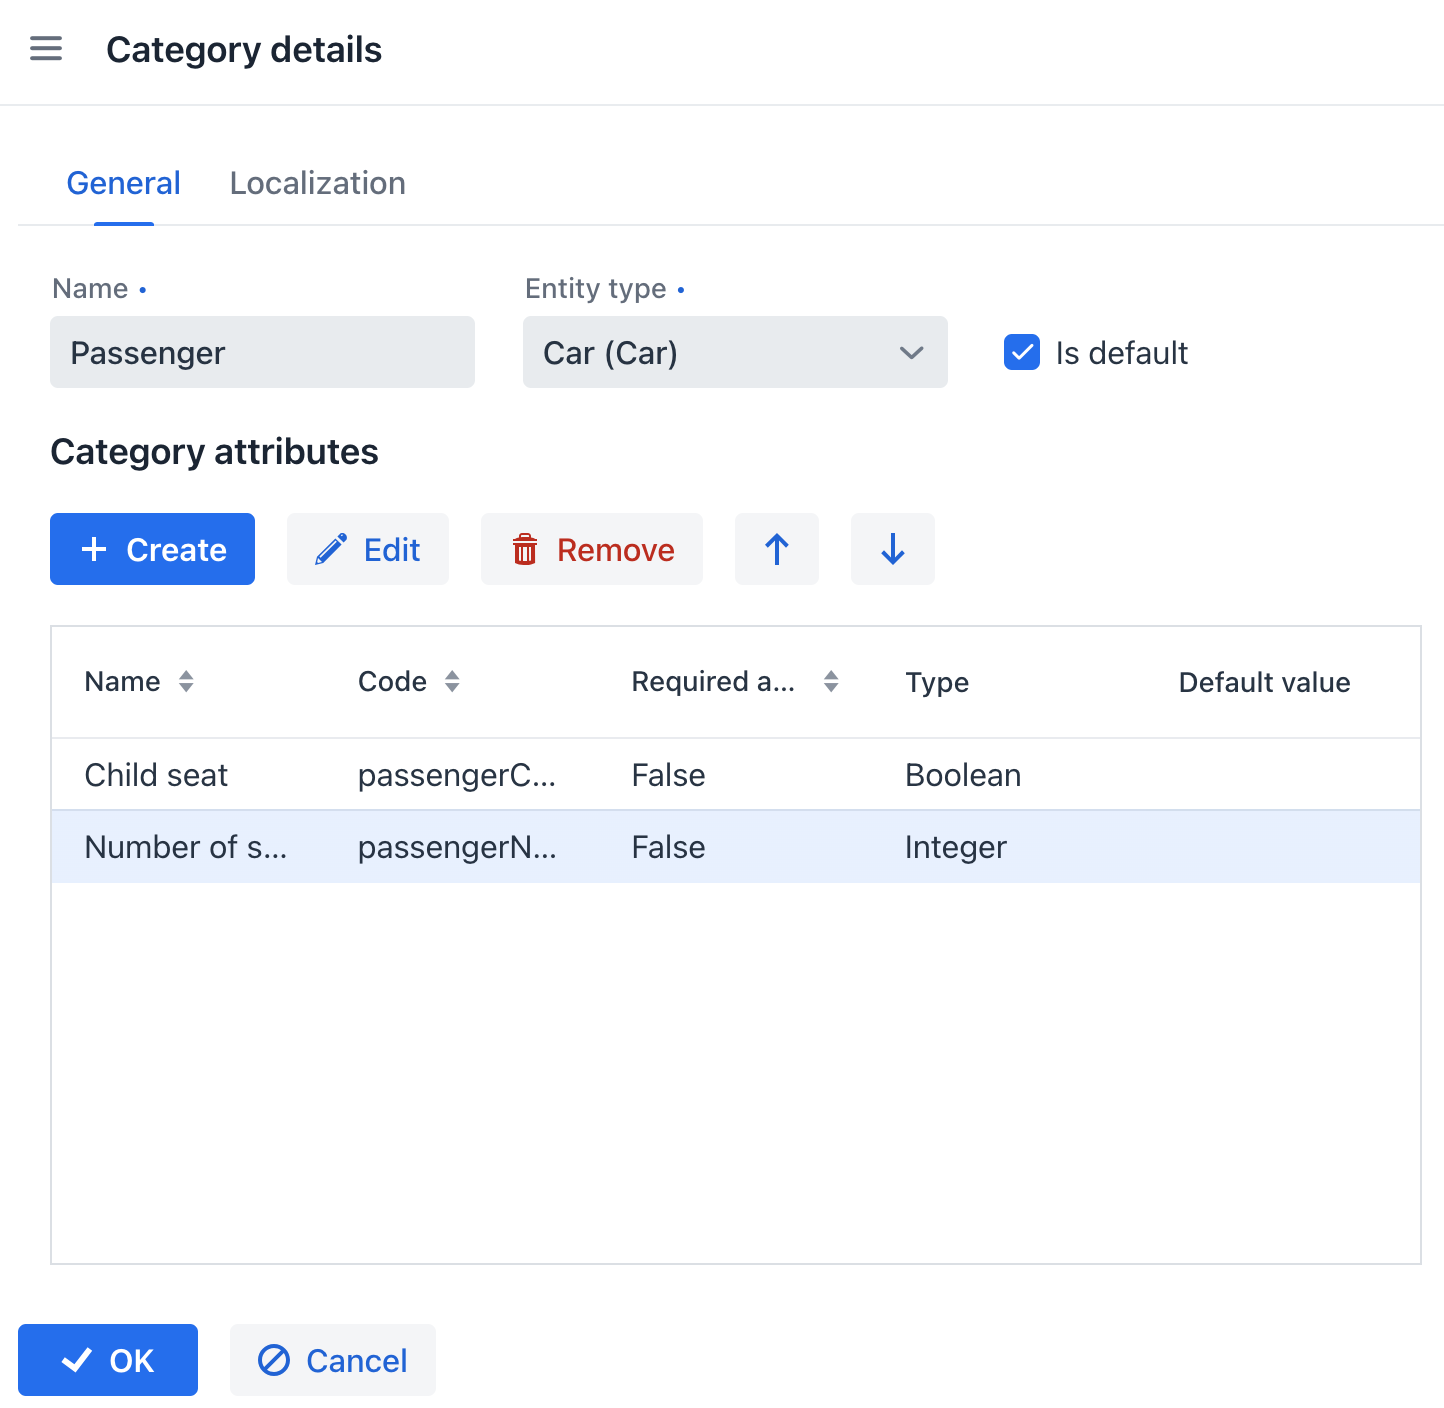 Category details
General Localization
Name • Entity type •
Passenger Car (Car) Is default
Category attributes
Create Edit Remove
Name Code Required a... Type Default value
Child seat passengerC... False Boolean
Number of s... passengerN... False Integer
OK Cancel